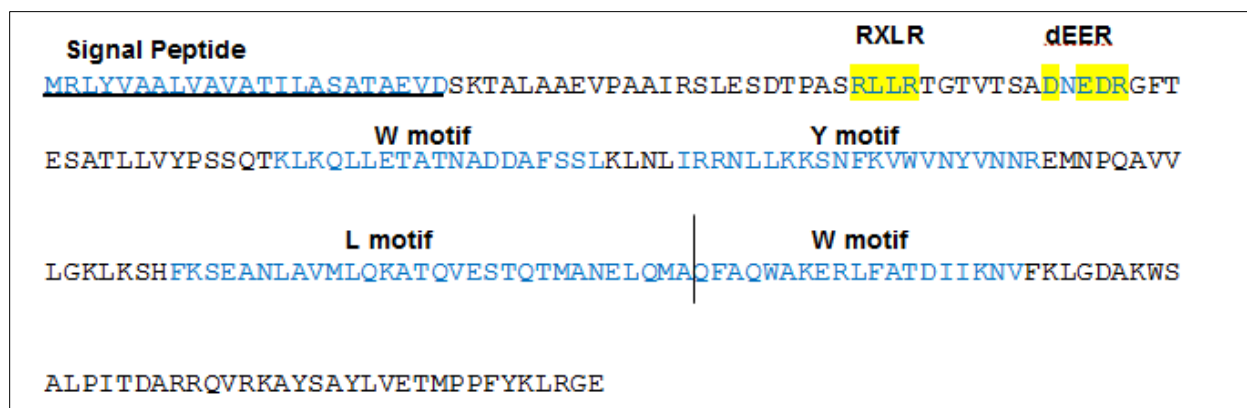 RXLR dEER
Signal Peptide
MRLYVAALVAVATILASATAEVDSKTALAAEVPAAIRSLESDTPASRLLRTGTVTSADNEDRGFT
W motif Y motif
ESATLLVYPSSQTKLKQLLETATNADDAFSSLKLNLIRRNLLKKSNFKVWVNYVNNREMNPQAVV
L motif W motif
LGKLKSHFKSEANLAVMLQKATQVESTQTMANELQMAQFAQWAKERLFATDIIKNVFKLGDAKWS
ALPITDARRQVRKAYSAYLVETMPPFYKLRGE